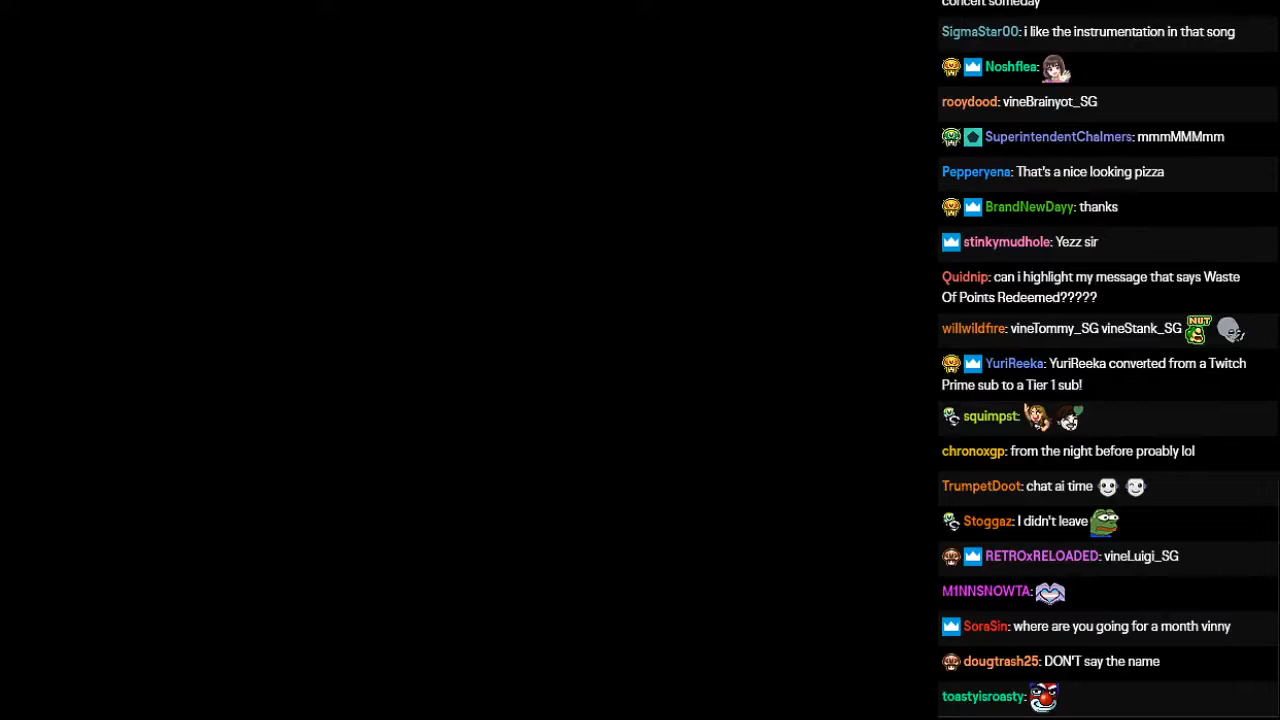 concert someday
SigmaStar00: i like the instrumentation in that song
Noshflea:
rooydood: vineBrainyot_SG
SuperintendentChalmers: mmmMMMmm
Pepperyena: That's a nice looking pizza
BrandNewDayy: thanks
stinkymudhole: Yezz sir
Quidnip: can i highlight my message that says Waste
Of Points Redeemed?????
willwildfire: vineTommy_SG vineStank_SG NUT
YuriReeka: YuriReeka converted from a Twitch
Prime sub to a Tier 1 sub!
squimpst:
chronoxgp: from the night before proably lol
TrumpetDoot: chat ai time
Stoggaz: I didn't leave
RETROxRELOADED: vineLuigi_SG
M1NNSNOWTA:
SoraSin: where are you going for a month vinny
dougtrash25: DON'T say the name
toastyisroasty: